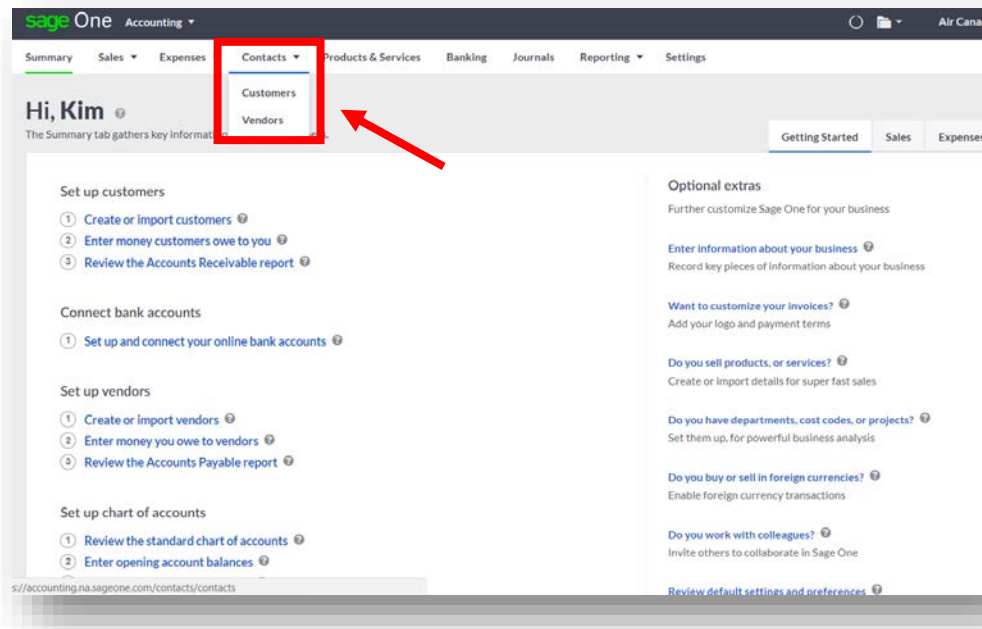 sage One Accounting
Air Cana
Summary Sales Expenses Contacts Products & Services Banking Journals Reporting Settings
Customers
Vendors
Hi, Kim
The Summary tab gathers key informat
Getting Started Sales Expenses
Set up customers
1 Create or import customers
2 Enter money customers owe to you
3 Review the Accounts Receivable report
Connect bank accounts
1 Set up and connect your online bank accounts
Set up vendors
1 Create or import vendors
2 Enter money you owe to vendors
3 Review the Accounts Payable report
Set up chart of accounts
1 Review the standard chart of accounts
2 Enter opening account balances
s://accounting.na.sageone.com/contacts/contacts
Optional extras
Further customize Sage One for your business
Enter information about your business
Record key pieces of information about your business
Want to customize your invoices?
Add your logo and payment terms
Do you sell products, or services?
Create or import details for super fast sales
Do you have departments, cost codes, or projects?
Set them up, for powerful business analysis
Do you buy or sell in foreign currencies?
Enable foreign currency transactions
Do you work with colleagues?
Invite others to collaborate in Sage One
Review default settings and preferences